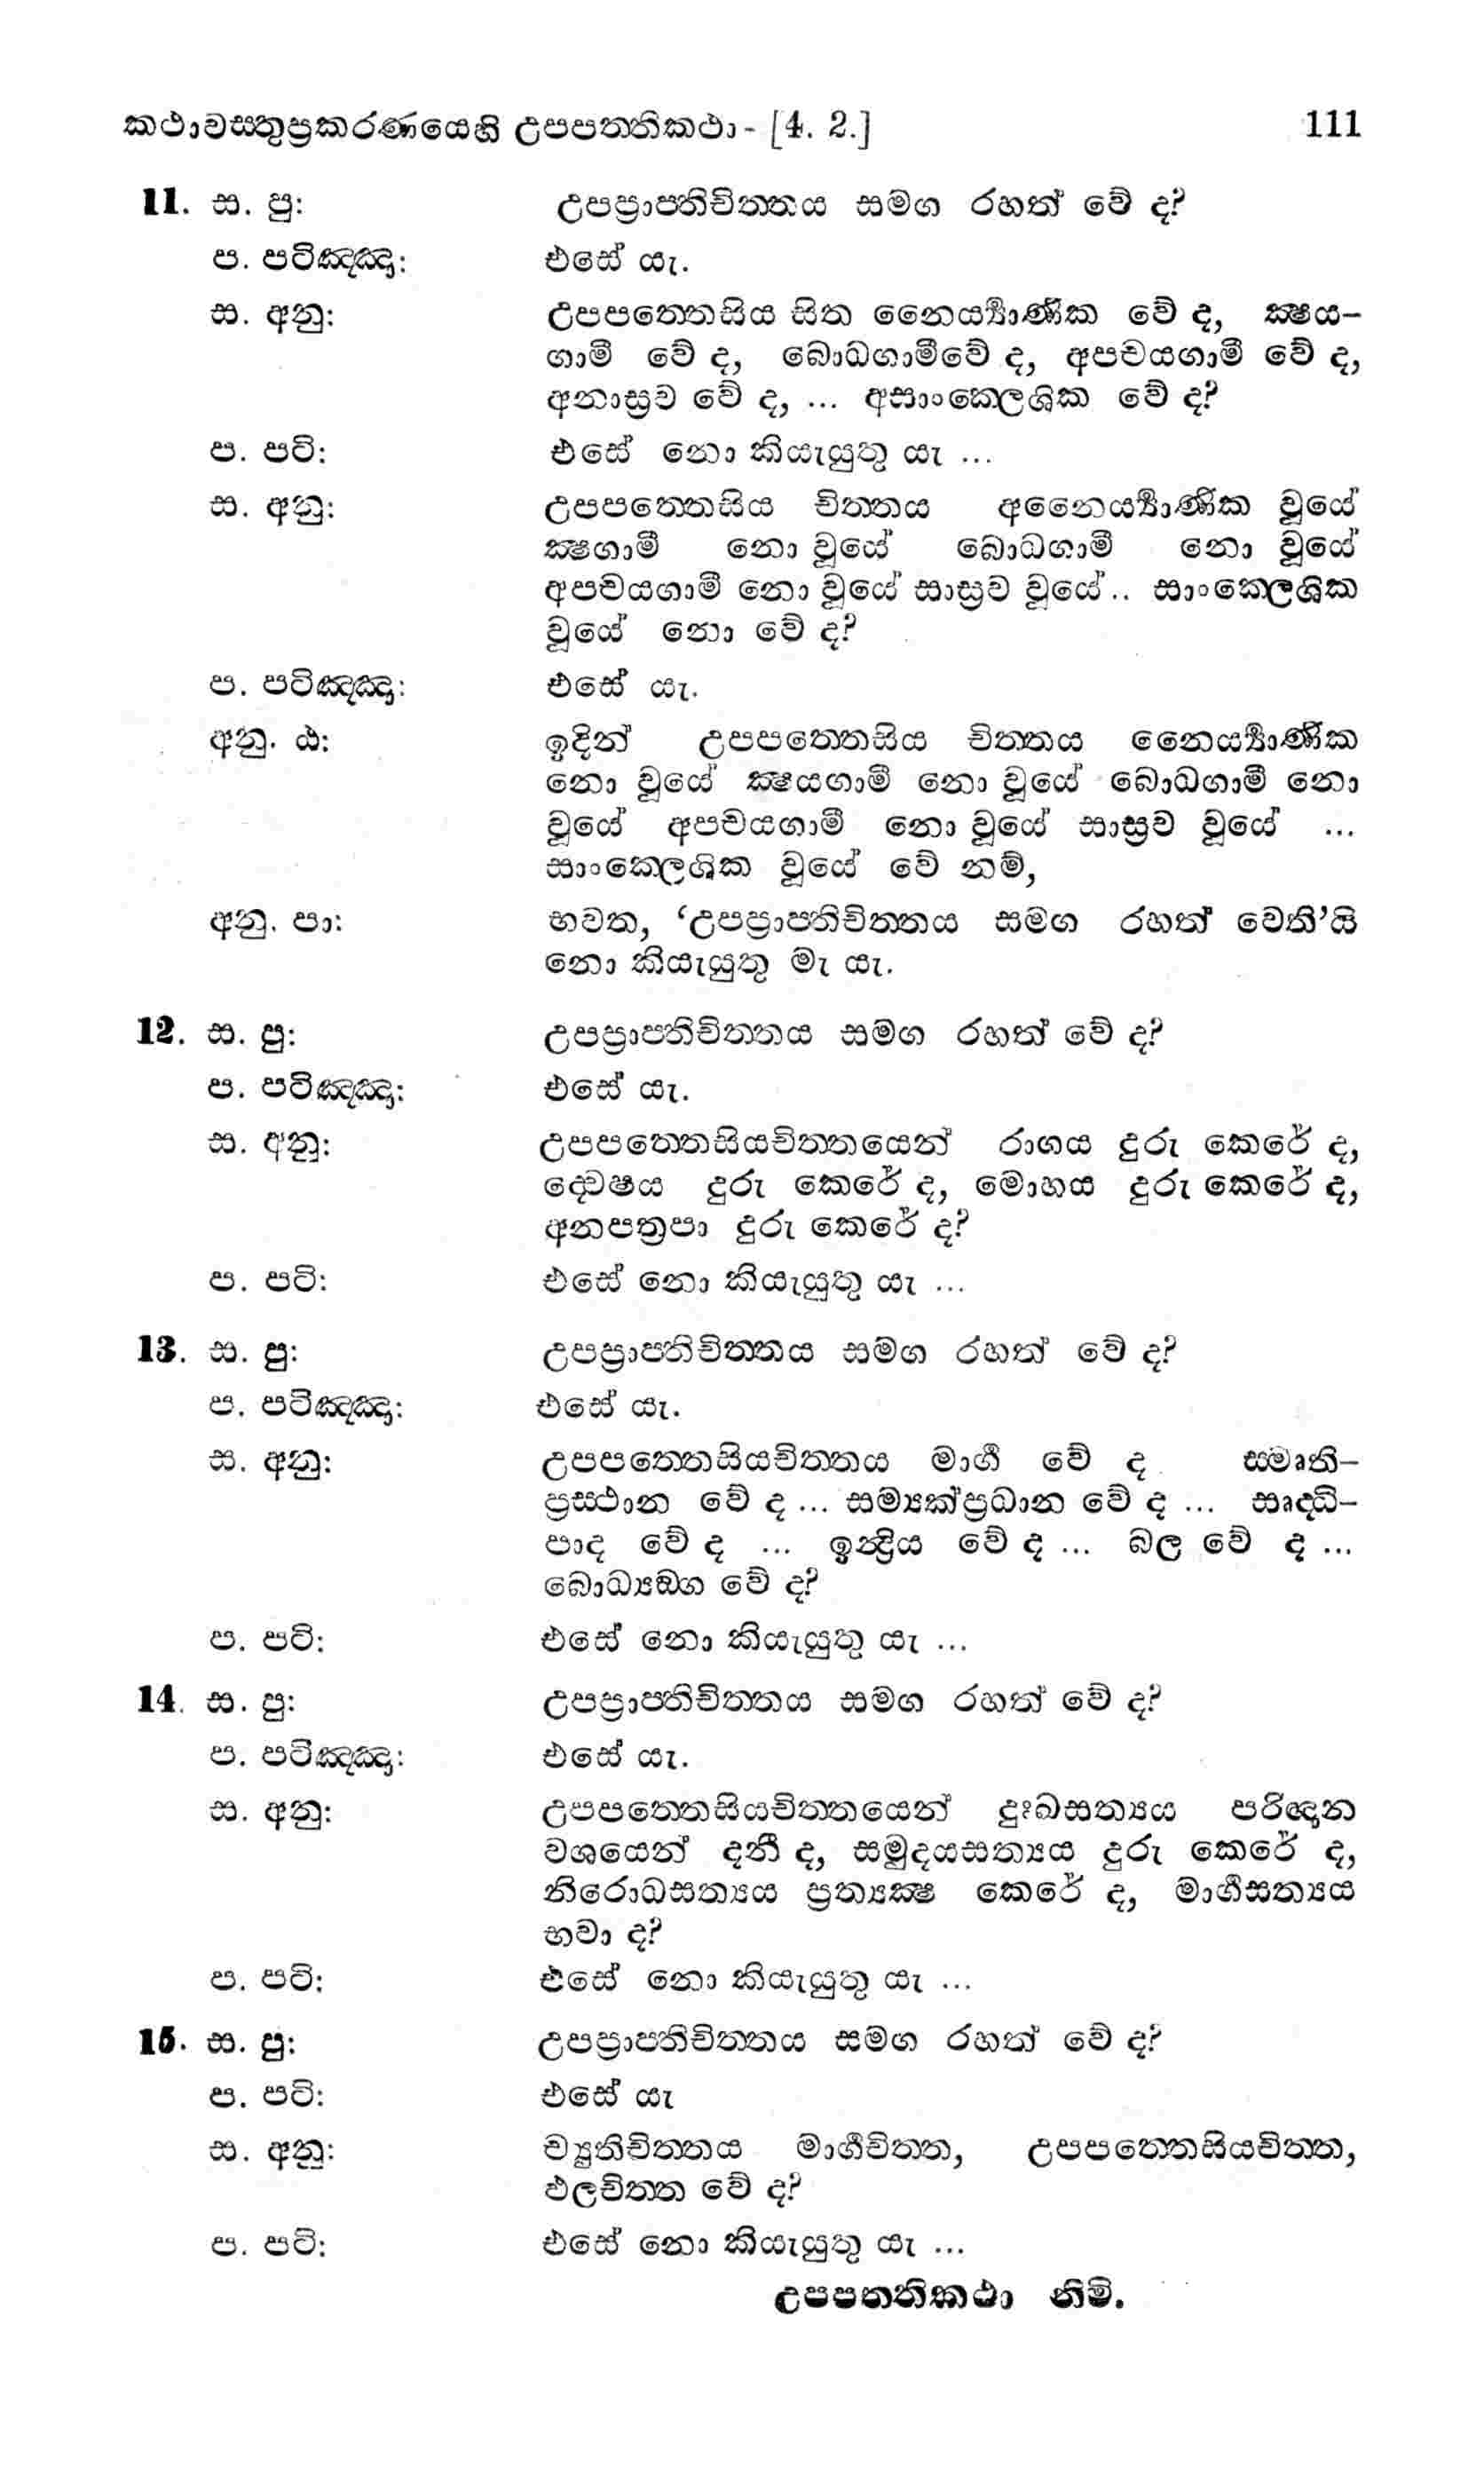 කථාවස්තුප්‍රකරණයෙහි උපපත්තිකථා - [4. 2.] 111
11. ස. පු: උපප්‍රාප්තිචිත්තය සමග රහත් වේ ද?
ප. පටිඤ්ඤා: එසේ යැ.
ස. අනු: උපපත්තෙසිය සිත නෛර්‍ය්‍යාණික වේ ද, ක්‍ෂය-
ගාමී වේ ද, බොධගාමීවේ ද, අපචයගාමී වේ ද,
අනාස්‍රව වේ ද, ... අසාංක්ලෙශික වේ ද?
ප. පටි: එසේ නො කියැයුතු යැ ...
ස. අනු: උපපත්තෙසිය චිත්තය අනෛර්‍ය්‍යාණික වූයේ
ක්‍ෂගාමී නො වූයේ බොධගාමී නො වූයේ
අපචයගාමී නො වූයේ සාස්‍රව වූයේ.. සාංක්ලෙශික
වූයේ නො වේ ද?
ප. පටිඤ්ඤා: එසේ යැ.
අනු. ඨ: ඉදින් උපපත්තෙසිය චිත්තය නෛර්‍ය්‍යාණික
නො වූයේ ක්‍ෂයගාමී නො වූයේ බොධගාමී නො
වූයේ අපචයගාමී නො වූයේ සාස්‍රව වූයේ ...
සාංක්ලෙශික වූයේ වේ නම්,
අනු. පා: භවත, ‘උපප්‍රාප්තිචිත්තය සමග රහත් වෙති’යි
නො කියැයුතු මැ යැ.
12. ස. පු: උපප්‍රාප්තිචිත්තය සමග රහත් වේ ද?
ප. පටිඤ්ඤා: එසේ යැ.
ස. අනු: උපපත්තෙසියචිත්තයෙන් රාගය දුරු කෙරේ ද,
ද්වෙෂය දුරු කෙරේ ද, මොහය දුරු කෙරේ ද,
අනපත්‍රපා දුරු කෙරේ ද?
ප. පටි: එසේ නො කියැයුතු යැ ...
13. ස. පු: උපප්‍රාප්තිචිත්තය සමග රහත් වේ ද?
ප. පටිඤ්ඤා: එසේ යැ.
ස. අනු: උපපත්තෙසියචිත්තය මාර්‍ග වේ ද සමෘති-
ප්‍රස්ථාන වේ ද ... සම්‍යක්ප්‍රධාන වේ ද ... සෘද්ධි-
පාද වේ ද ... ඉන්ද්‍රිය වේ ද ... බල වේ ද ...
බොධ්‍යඞ්ග වේ ද?
ප. පටි: එසේ නො කියැයුතු යැ ...
14. ස. පු: උපප්‍රාප්තිචිත්තය සමග රහත් වේ ද?
ප. පටිඤ්ඤා: එසේ යැ.
ස. අනු: උපපත්තෙසියචිත්තයෙන් දුඃඛසත්‍යය පරිඥාන
වශයෙන් දනී ද, සමුදයසත්‍යය දුරු කෙරේ ද,
නිරොධසත්‍යය ප්‍රත්‍යක්‍ෂ කෙරේ ද, මාර්‍ගසත්‍යය
භවා ද?
ප. පටි: එසේ නො කියැයුතු යැ ...
15. ස. පු: උපප්‍රාප්තිචිත්තය සමග රහත් වේ ද?
ප. පටි: එසේ යැ
ස. අනු: ච්‍යුතිචිත්තය මාර්‍ගචිත්ත, උපපත්තෙසියචිත්ත,
ඵලචිත්ත වේ ද?
ප. පටි: එසේ නො කියැයුතු යැ ...
උපපත්තිකථා නිමි.